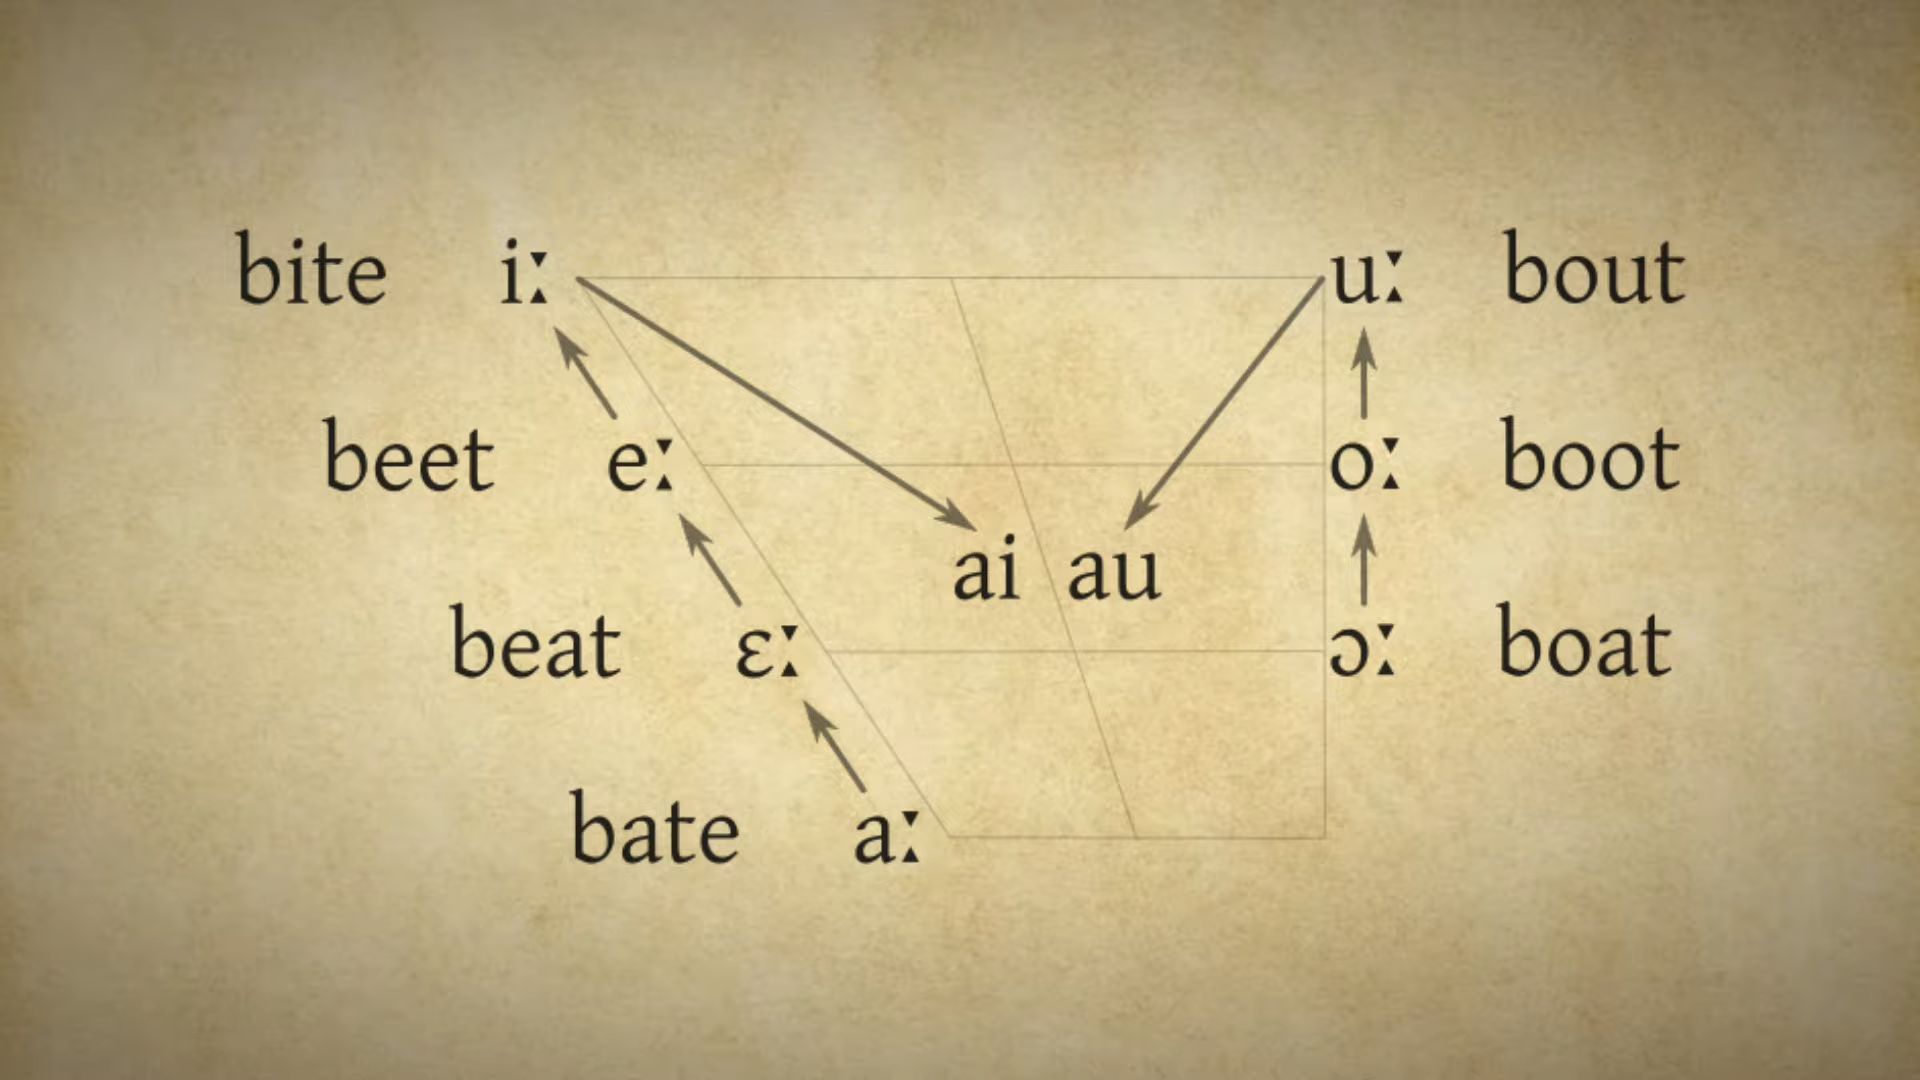 bite iː uː bout
beet eː oː boot
ai au
beat ɛː ɔː boat
bate aː